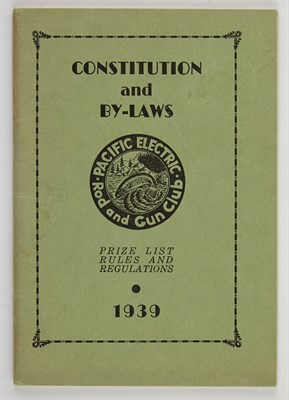 CONSTITUTION
and
BY-LAWS
PACIFIC ELECTRIC
Rod and Gun Club
PRIZE LIST
RULES AND
REGULATIONS
1939